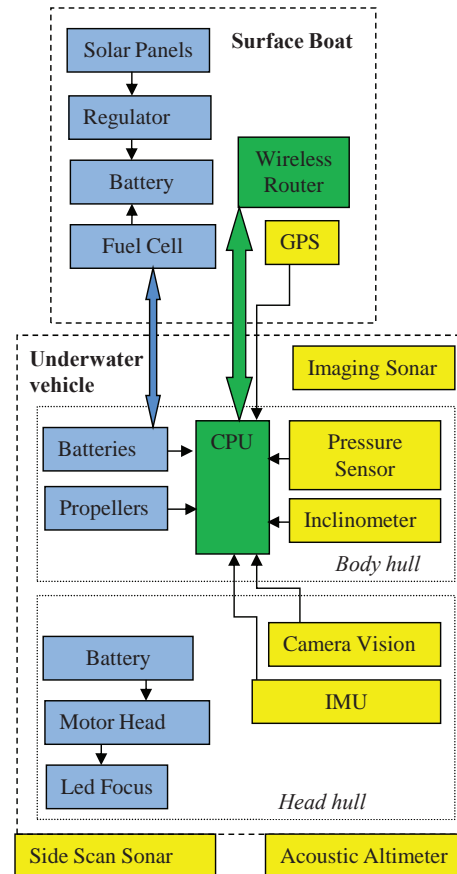 Solar Panels
Surface Boat
Regulator
Battery
Wireless
Router
Fuel Cell
GPS
Underwater
vehicle
Imaging Sonar
Batteries
CPU
Pressure
Sensor
Propellers
Inclinometer
Body hull
Battery
Camera Vision
Motor Head
IMU
Led Focus
Head hull
Side Scan Sonar
Acoustic Altimeter